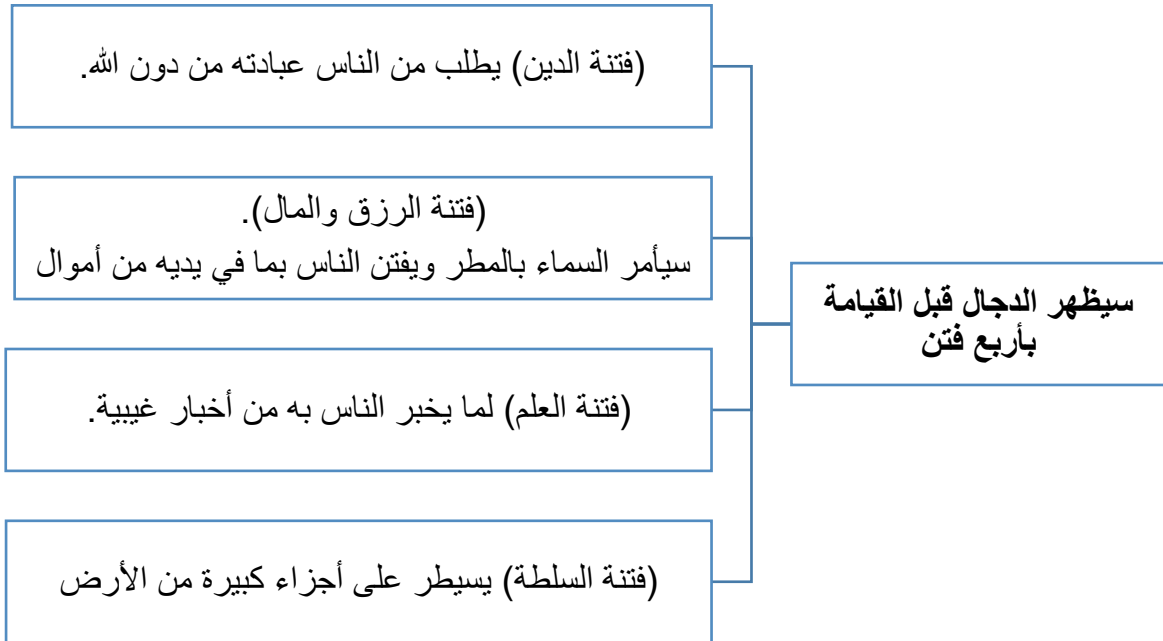 سيظهر الدجال قبل القيامة
بأربع فتن
(فتنة الدين) يطلب من الناس عبادته من دون الله.
(فتنة الرزق والمال).
سيأمر السماء بالمطر ويفتن الناس بما في يديه من أموال
(فتنة العلم) لما يخبر الناس به من أخبار غيبية.
(فتنة السلطة) يسيطر على أجزاء كبيرة من الأرض